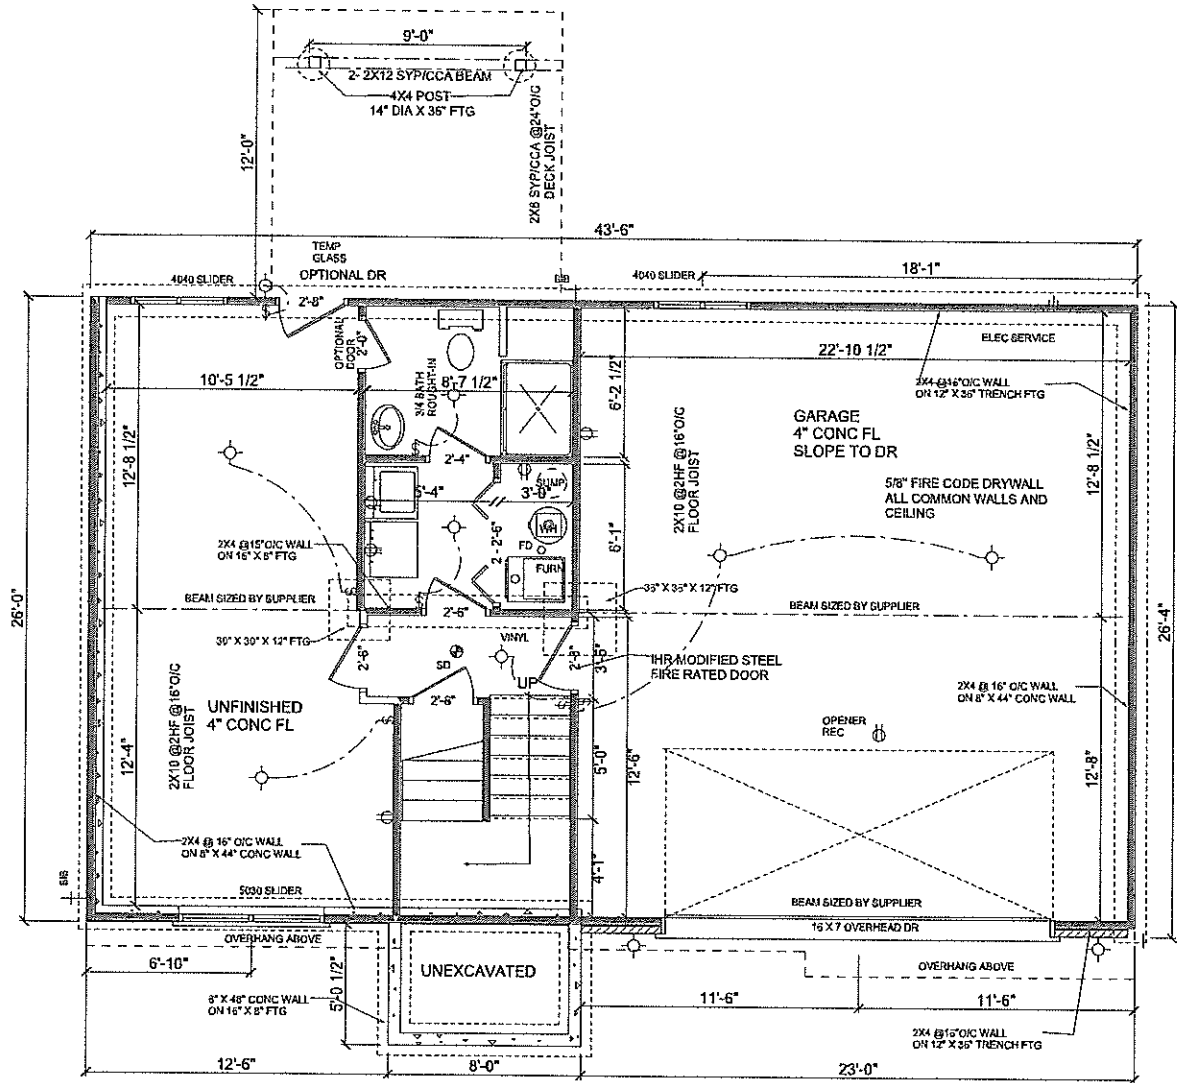 9'-0"
2- 2X12 SYP/CCA BEAM
4X4 POST
14" DIA X 36" FTG
12'-0"
2X6 SYP/CCA @24"O/C
DECK JOIST
43'-6"
TEMP
GLASS
OPTIONAL DR
4040 SLIDER
4040 SLIDER
18'-1"
2'-8"
OPTIONAL
DOOR
2'-0"
ELEC SERVICE
22'-10 1/2"
10'-5 1/2"
3/4 BATH
ROUGHT-IN
8'-7 1/2"
6'-2 1/2"
2X4 @16"O/C WALL
ON 12" X 36" TRENCH FTG
GARAGE
4" CONC FL
SLOPE TO DR
12'-8 1/2"
12'-8 1/2"
2'-4"
5'-4"
3'-0"
SUMP
2X10 @2HF @16"O/C
FLOOR JOIST
5/8" FIRE CODE DRYWALL
ALL COMMON WALLS AND
CEILING
2 - 2'-6"
WH
FD
FURN
6'-1"
2X4 @15"O/C WALL
ON 16" X 8" FTG
36" X 36" X 12" FTG
BEAM SIZED BY SUPPLIER
BEAM SIZED BY SUPPLIER
2'-6"
26'-0"
26'-4"
30" X 30" X 12" FTG
VINYL
2'-6"
SD
UP
2'-8"
3'-5"
IHR MODIFIED STEEL
FIRE RATED DOOR
2'-6"
UNFINISHED
4" CONC FL
2X10 @2HF @16"O/C
FLOOR JOIST
2X4 @ 16" O/C WALL
ON 8" X 44" CONC WALL
OPENER
REC
12'-4"
5'-0"
12'-6"
12'-8"
2X4 @ 16" O/C WALL
ON 8" X 44" CONC WALL
4'-1"
5030 SLIDER
BEAM SIZED BY SUPPLIER
16 X 7 OVERHEAD DR
OVERHANG ABOVE
OVERHANG ABOVE
6'-10"
UNEXCAVATED
5'-0 1/2"
11'-6"
11'-6"
8" X 48" CONC WALL
ON 16" X 8" FTG
2X4 @16"O/C WALL
ON 12" X 36" TRENCH FTG
12'-6"
8'-0"
23'-0"